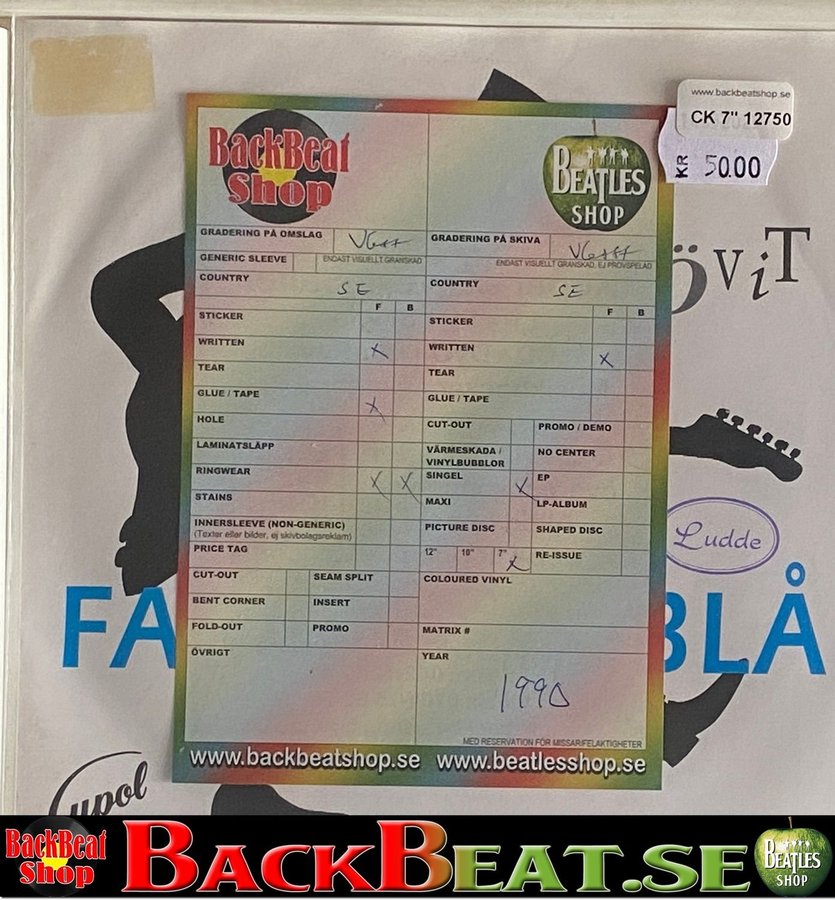 www.backbeatshop.se
CK 7" 12750
KR 50.00
BackBeat
Shop
BEATLES
SHOP
GRADERING PÅ OMSLAG VG++
ENDAST VISUELLT GRANSKAD
GENERIC SLEEVE
COUNTRY SE
F B
STICKER
WRITTEN X
TEAR
GLUE / TAPE X
HOLE
LAMINATSLÄPP
RINGWEAR X X
STAINS
INNERSLEEVE (NON-GENERIC)
(Texter eller bilder, ej skivbolagsreklam)
PRICE TAG
CUT-OUT SEAM SPLIT
BENT CORNER INSERT
FOLD-OUT PROMO
ÖVRIGT
GRADERING PÅ SKIVA VG+++
ENDAST VISUELLT GRANSKAD, EJ PROVSPELAD
COUNTRY SE
F B
STICKER
WRITTEN X
TEAR
GLUE / TAPE
CUT-OUT PROMO / DEMO
VÄRMESKADA / NO CENTER
VINYLBUBBLOR
SINGEL X EP
MAXI LP-ALBUM
PICTURE DISC SHAPED DISC
12" 10" 7" X RE-ISSUE
COLOURED VINYL
MATRIX #
YEAR
1990
MED RESERVATION FÖR MISSAR/FELAKTIGHETER
www.backbeatshop.se www.beatlesshop.se
öViT
Ludde
FA BLÅ
upol
BackBeat
Shop
BACKBEAT.SE
BEATLES
SHOP